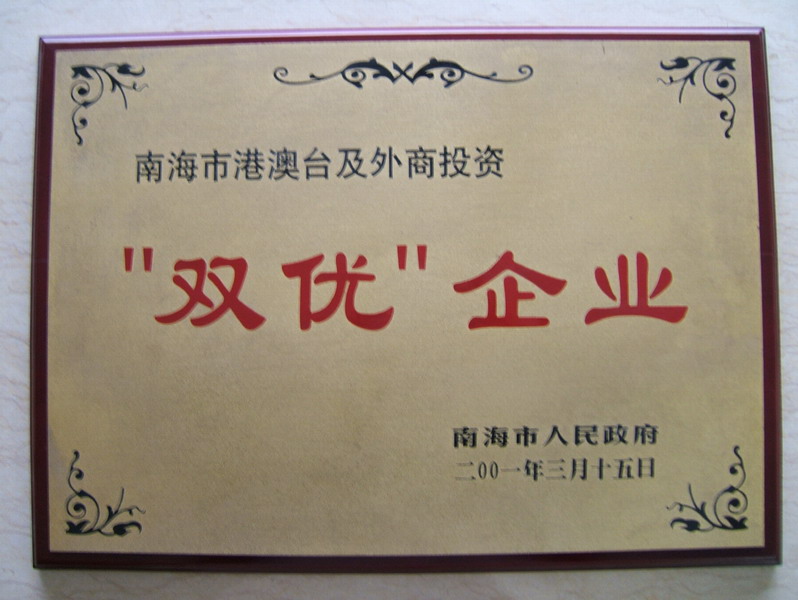 南海市港澳台及外商投资
"双优"企业
南海市人民政府
二00一年三月十五日